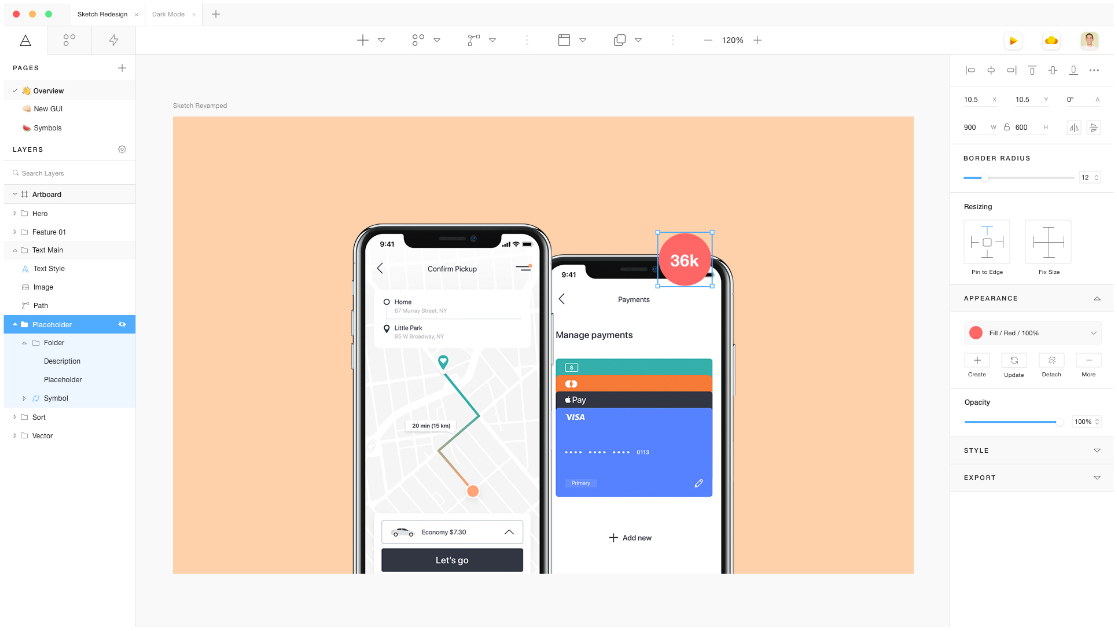 Sketch Redesign
Dark Mode
120%
PAGES
Overview
New GUI
Symbols
LAYERS
Search Layers
Artboard
Hero
Feature 01
Text Main
Text Style
Image
Path
Placeholder
Folder
Description
Placeholder
Symbol
Sort
Vector
Sketch Revamped
9:41
Confirm Pickup
Home
67 Murray Street, NY
Little Park
85 W Broadway, NY
20 min (15 km)
Economy $7.30
Let's go
36k
9:41
Payments
Manage payments
$
Pay
VISA
•••• •••• •••• 0113
Primary
Add new
10.5 X 10.5 Y 0° A
900 W 600 H
BORDER RADIUS
12
Resizing
Pin to Edge Fix Size
APPEARANCE
Fill / Red / 100%
Create Update Detach More
Opacity
100%
STYLE
EXPORT